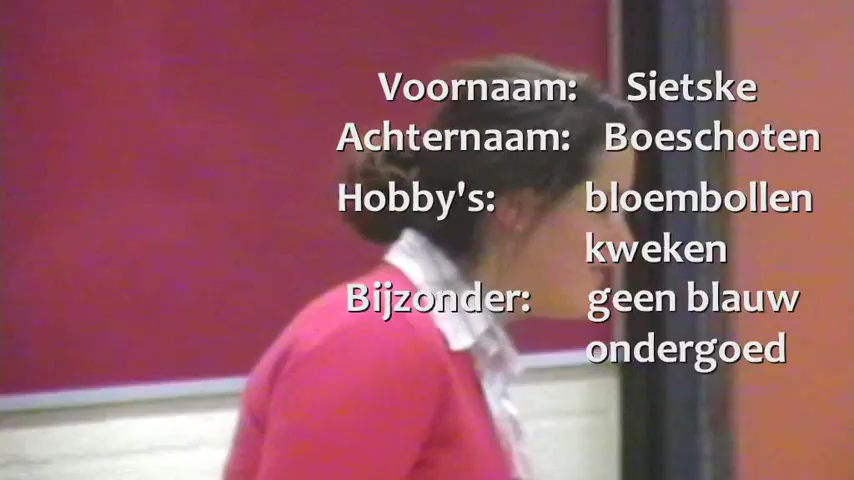 Voornaam: Sietske
Achternaam: Boeschoten
Hobby's: bloembollen
kweken
Bijzonder: geen blauw
ondergoed